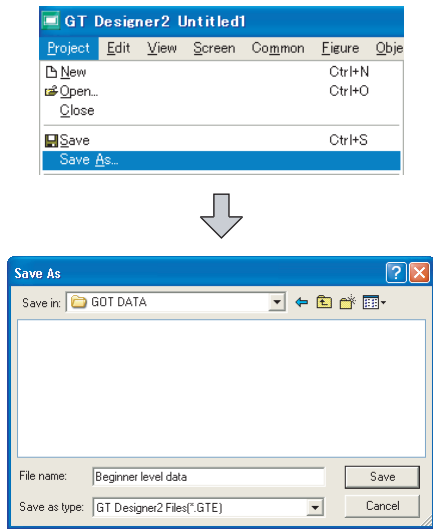 GT Designer2 Untitled1
Project Edit View Screen Common Figure Obje
New Ctrl+N
Open... Ctrl+O
Close
Save Ctrl+S
Save As...
Save As
Save in: GOT DATA
File name: Beginner level data Save
Save as type: GT Designer2 Files(*.GTE) Cancel